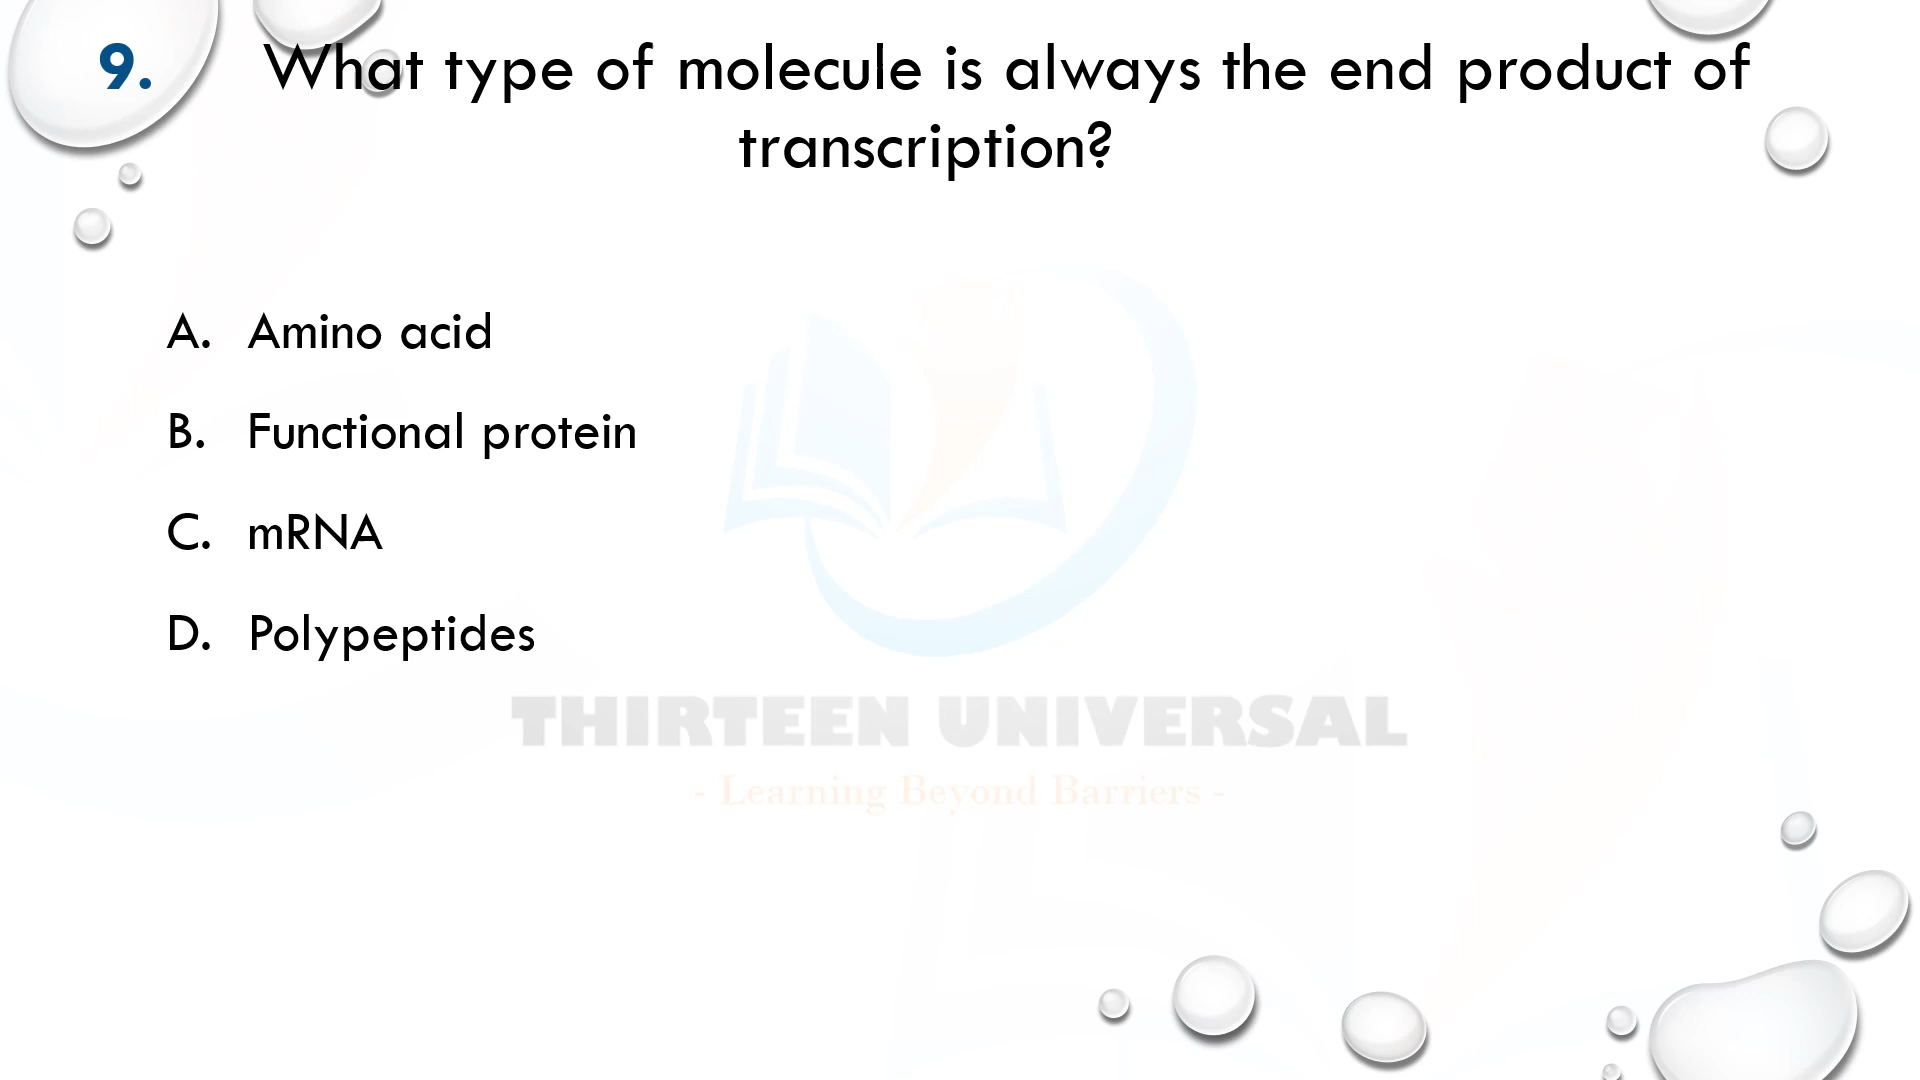 9. What type of molecule is always the end product of
transcription?
A. Amino acid
B. Functional protein
C. mRNA
D. Polypeptides
THIRTEEN UNIVERSAL
- Learning Beyond Barriers -